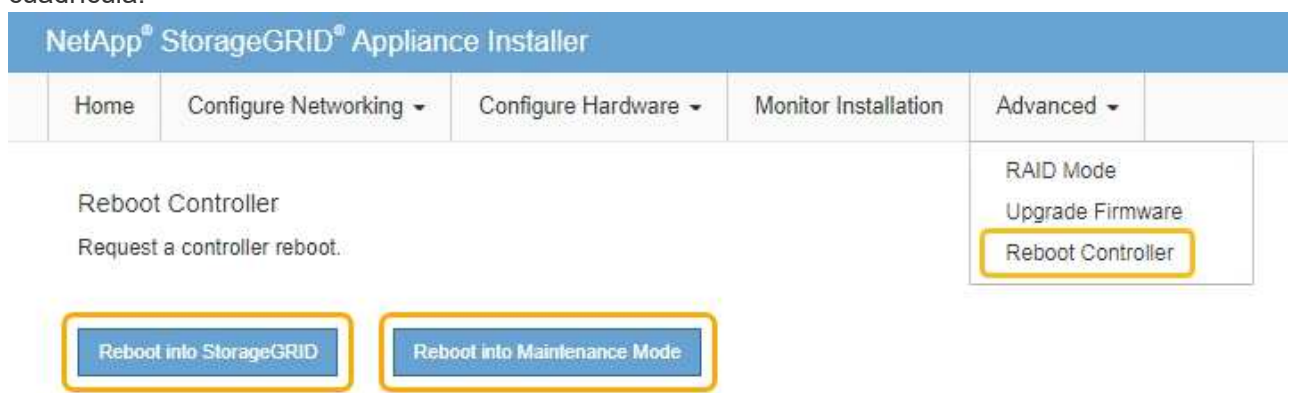 cuadrícula.
NetApp® StorageGRID® Appliance Installer
Home Configure Networking Configure Hardware Monitor Installation Advanced
RAID Mode
Upgrade Firmware
Reboot Controller
Reboot Controller
Request a controller reboot.
Reboot into StorageGRID Reboot into Maintenance Mode